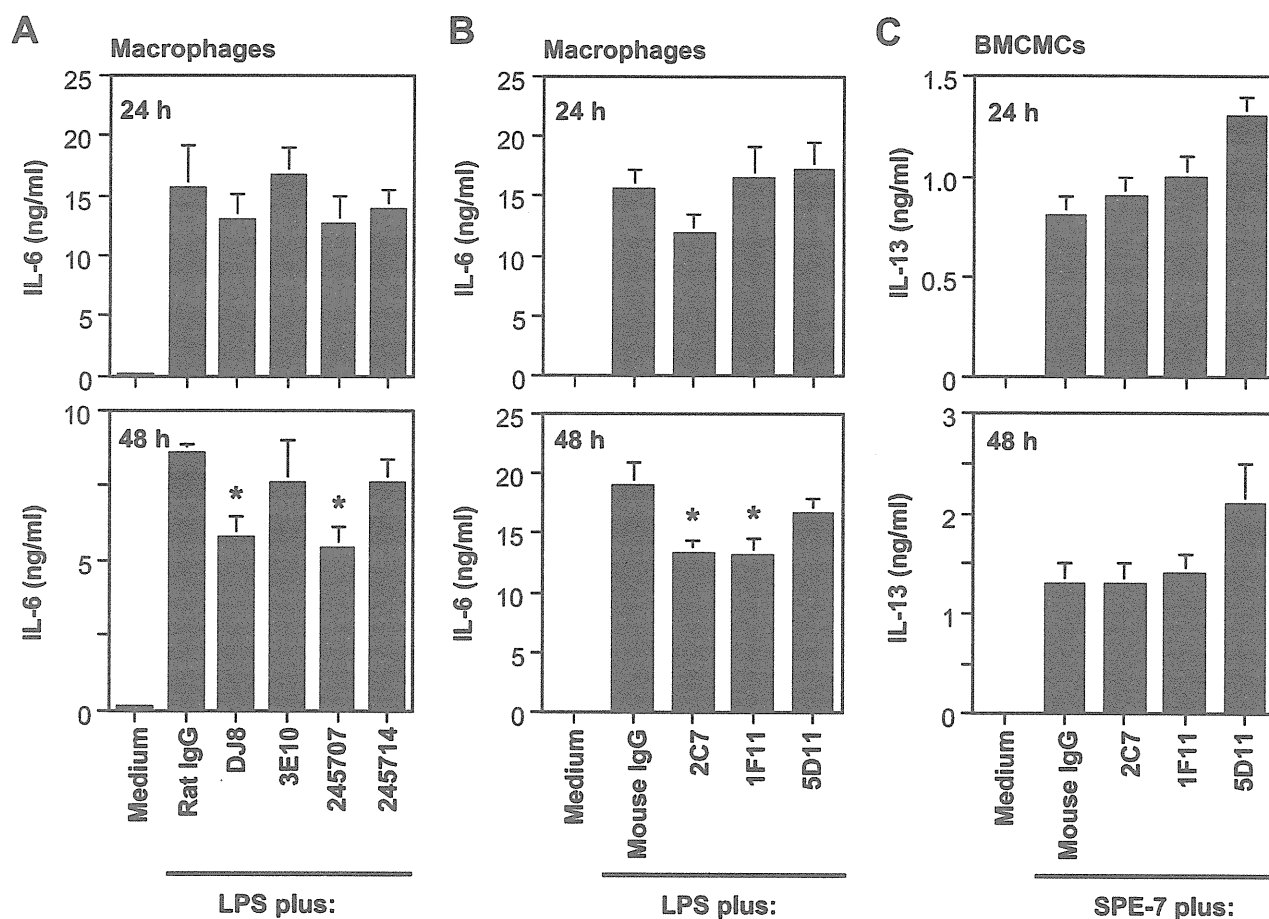 A
Macrophages
24 h
IL-6 (ng/ml)
25
20
15
10
5
0
48 h
IL-6 (ng/ml)
10
5
0
Medium
Rat IgG
DJ8
3E10
245707
245714
*
*
LPS plus:
B
Macrophages
24 h
IL-6 (ng/ml)
25
20
15
10
5
0
48 h
IL-6 (ng/ml)
25
20
15
10
5
0
*
*
Medium
Mouse IgG
2C7
1F11
5D11
LPS plus:
C
BMCMCs
24 h
IL-13 (ng/ml)
1.5
1.0
0.5
0
48 h
IL-13 (ng/ml)
3
2
1
0
Medium
Mouse IgG
2C7
1F11
5D11
SPE-7 plus: